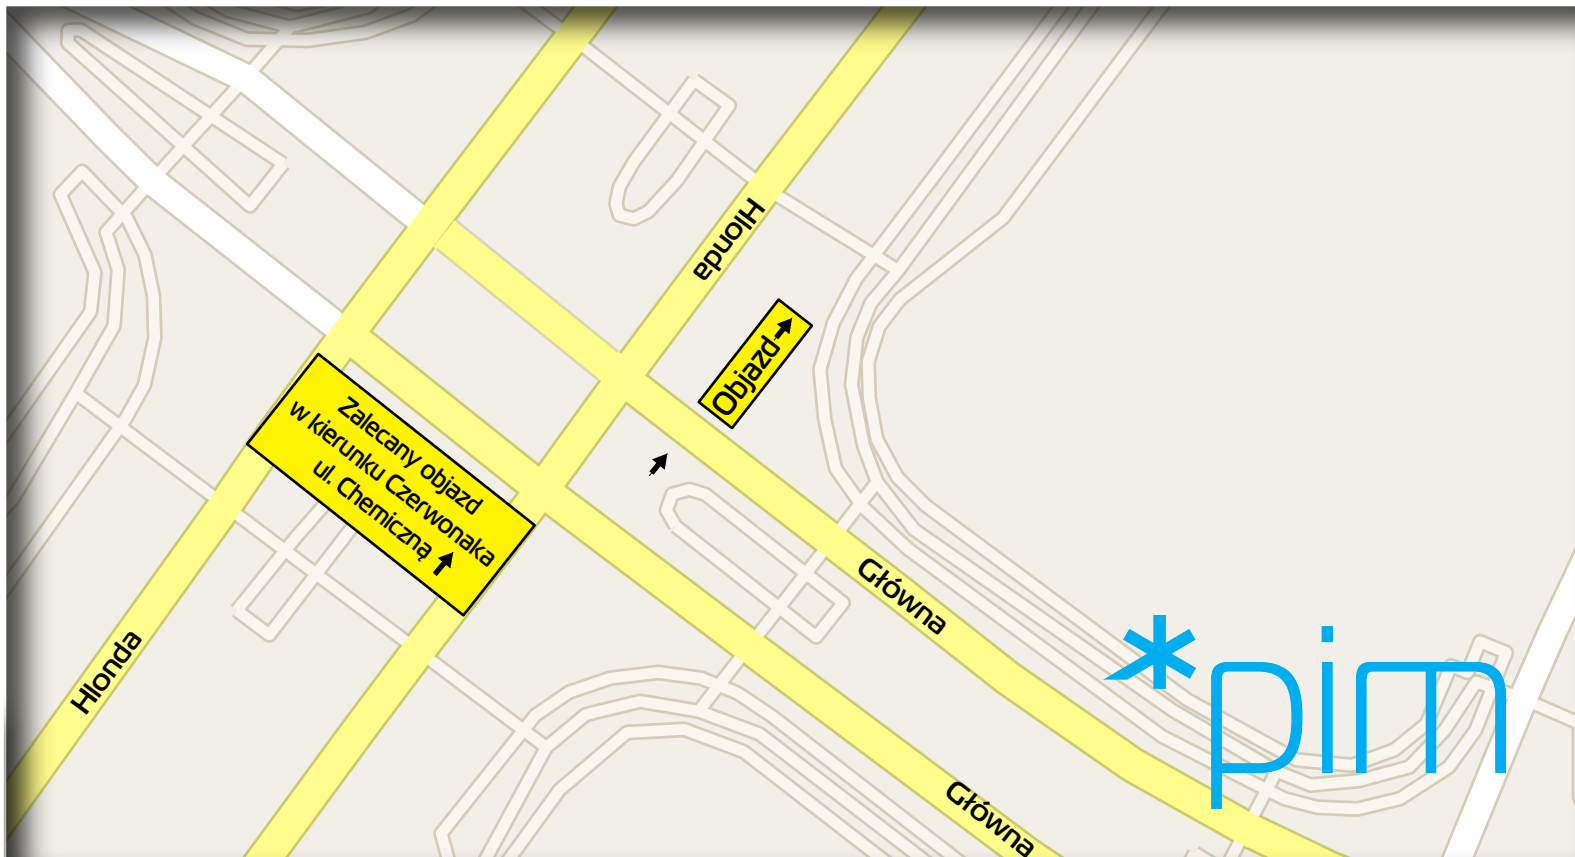 Hlonda
Objazd
Zalecany objazd
w kierunku Czerwonaka
ul. Chemiczną
Hlonda
Główna
Główna
*pim